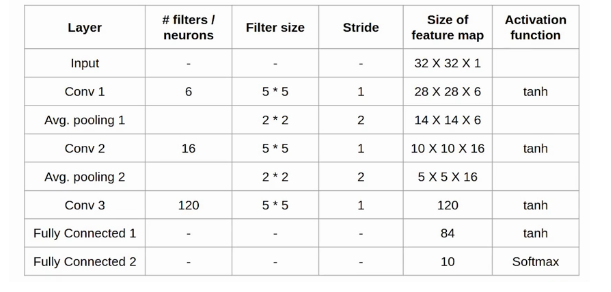 Layer # filters / neurons Filter size Stride Size of feature map Activation function
Input - - - 32 X 32 X 1
Conv 1 6 5 * 5 1 28 X 28 X 6 tanh
Avg. pooling 1 2 * 2 2 14 X 14 X 6
Conv 2 16 5 * 5 1 10 X 10 X 16 tanh
Avg. pooling 2 2 * 2 2 5 X 5 X 16
Conv 3 120 5 * 5 1 120 tanh
Fully Connected 1 - - - 84 tanh
Fully Connected 2 - - - 10 Softmax